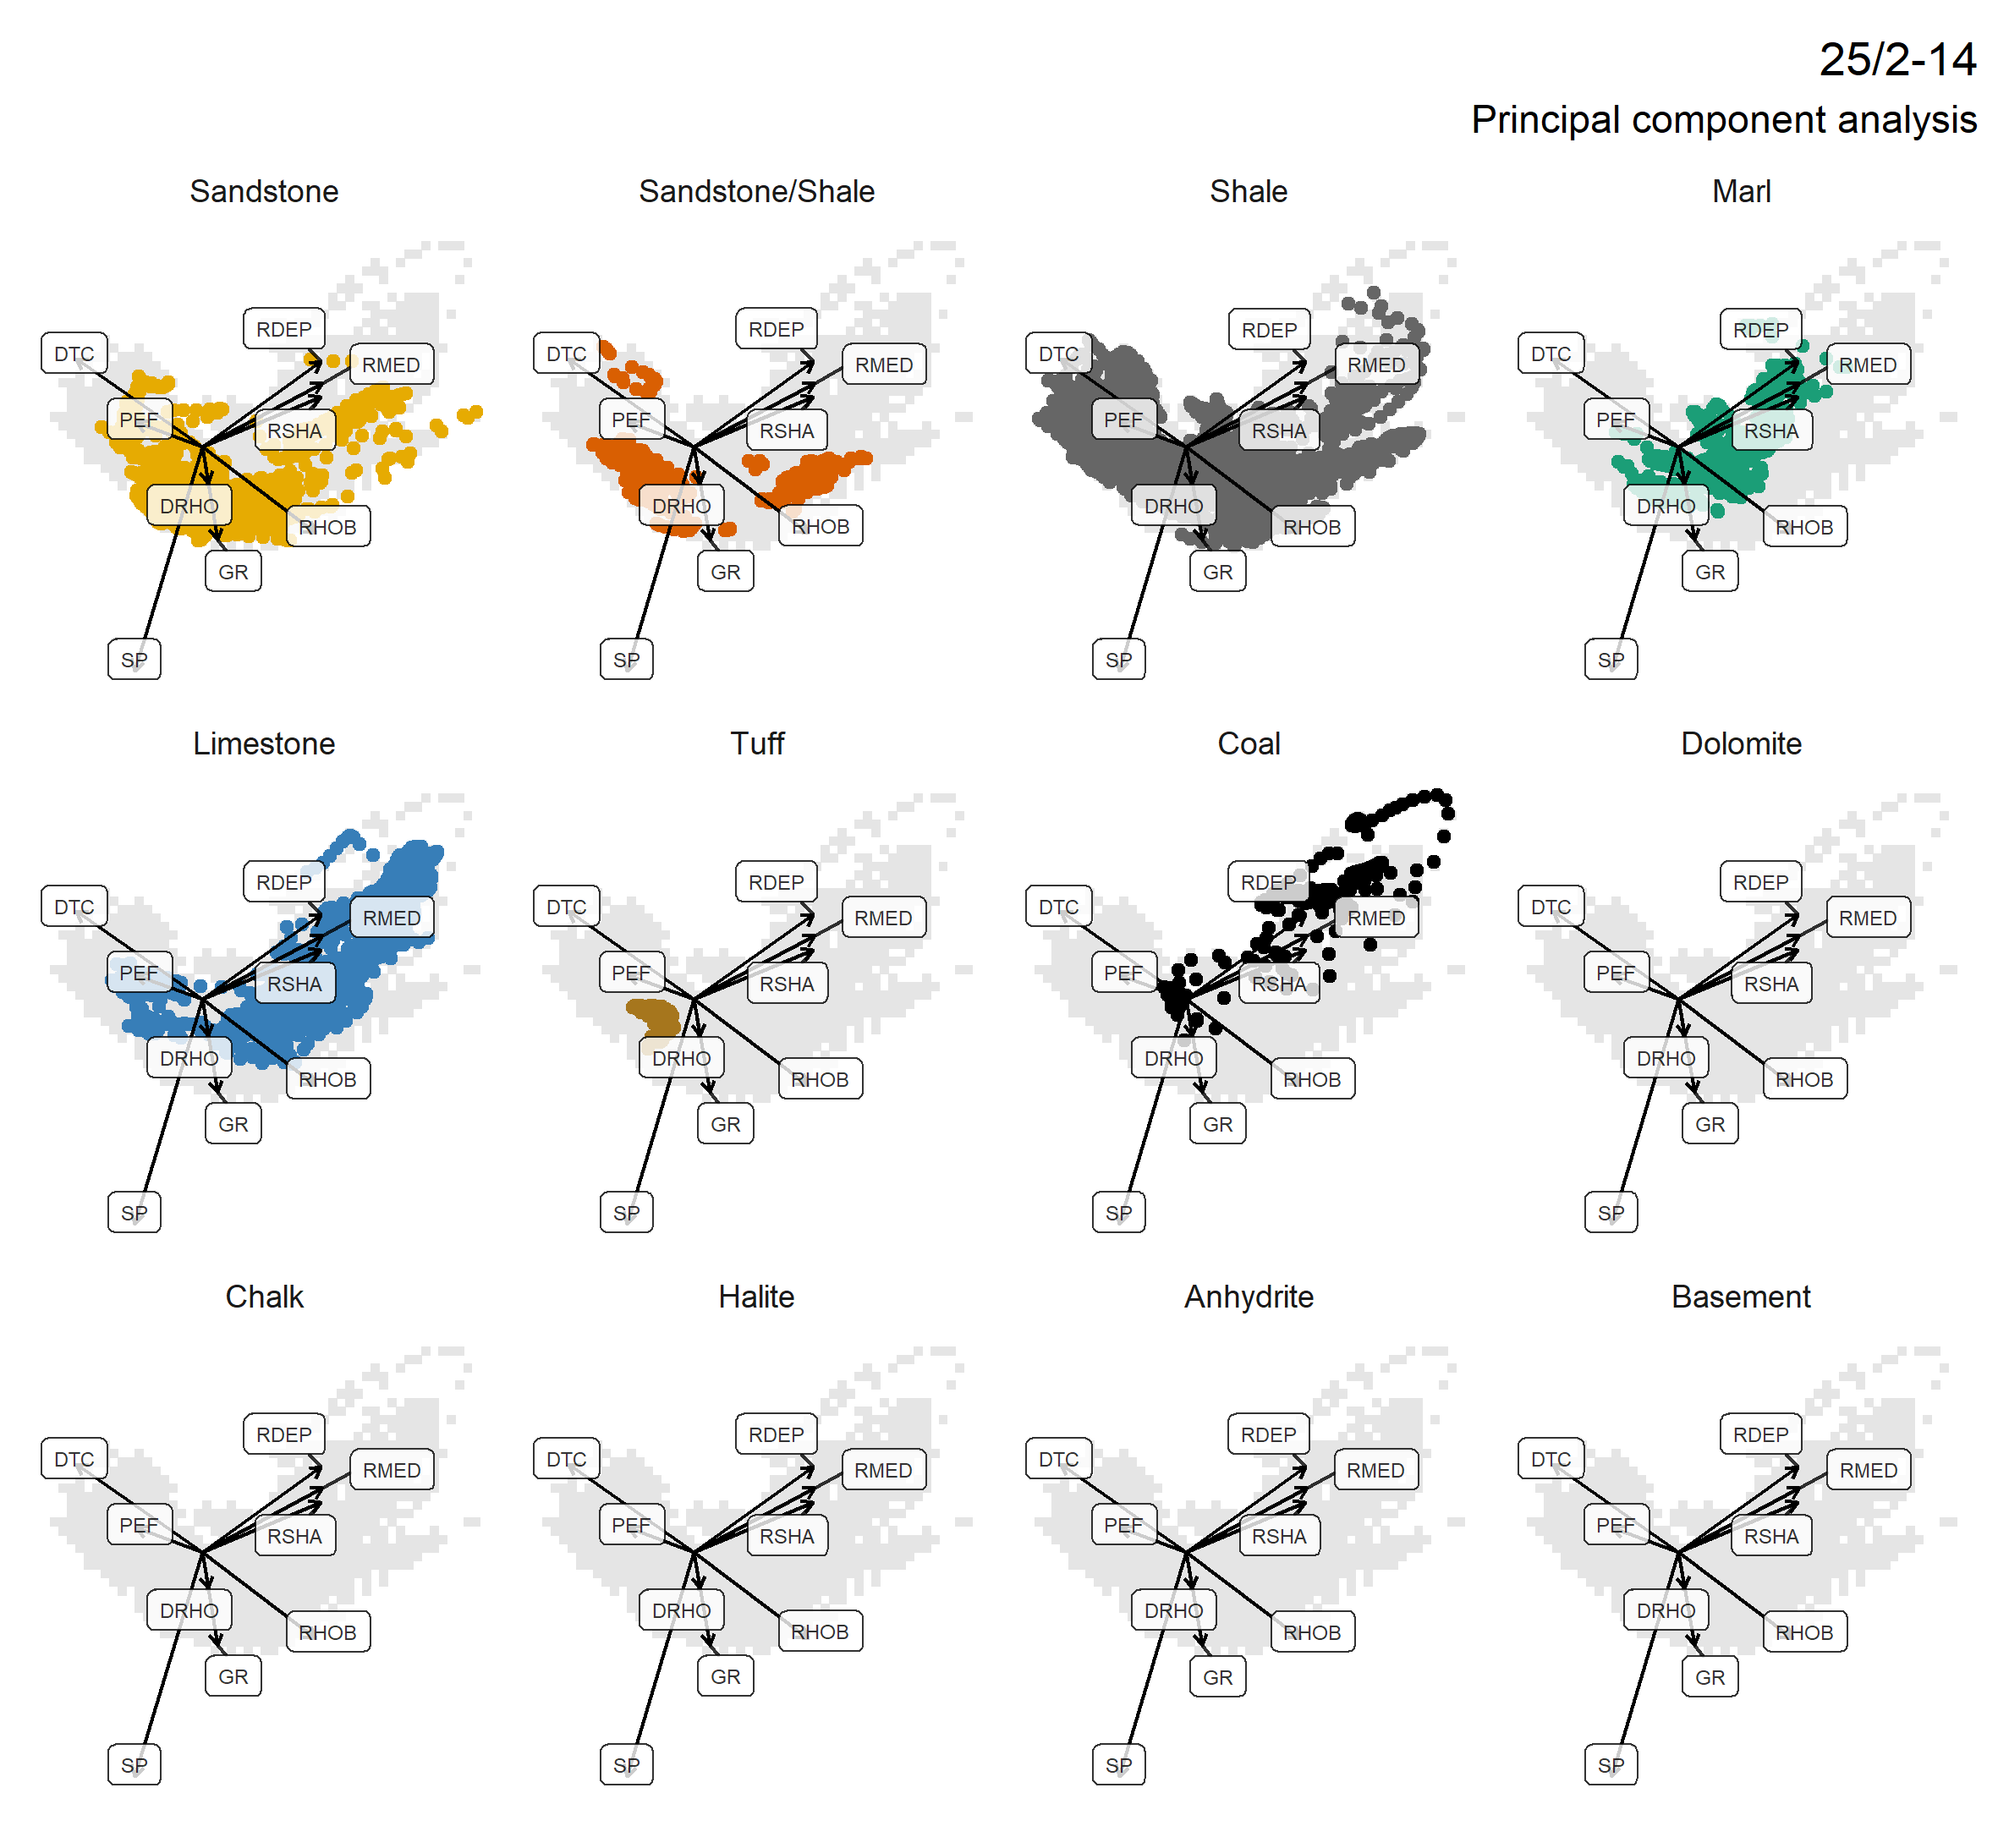 25/2-14
Principal component analysis
Sandstone
DTC
RDEP
RMED
PEF
RSHA
DRHO
RHOB
GR
SP
Sandstone/Shale
DTC
RDEP
RMED
PEF
RSHA
DRHO
RHOB
GR
SP
Shale
DTC
RDEP
RMED
PEF
RSHA
DRHO
RHOB
GR
SP
Marl
DTC
RDEP
RMED
PEF
RSHA
DRHO
RHOB
GR
SP
Limestone
DTC
RDEP
RMED
PEF
RSHA
DRHO
RHOB
GR
SP
Tuff
DTC
RDEP
RMED
PEF
RSHA
DRHO
RHOB
GR
SP
Coal
DTC
RDEP
RMED
PEF
RSHA
DRHO
RHOB
GR
SP
Dolomite
DTC
RDEP
RMED
PEF
RSHA
DRHO
RHOB
GR
SP
Chalk
DTC
RDEP
RMED
PEF
RSHA
DRHO
RHOB
GR
SP
Halite
DTC
RDEP
RMED
PEF
RSHA
DRHO
RHOB
GR
SP
Anhydrite
DTC
RDEP
RMED
PEF
RSHA
DRHO
RHOB
GR
SP
Basement
DTC
RDEP
RMED
PEF
RSHA
DRHO
RHOB
GR
SP